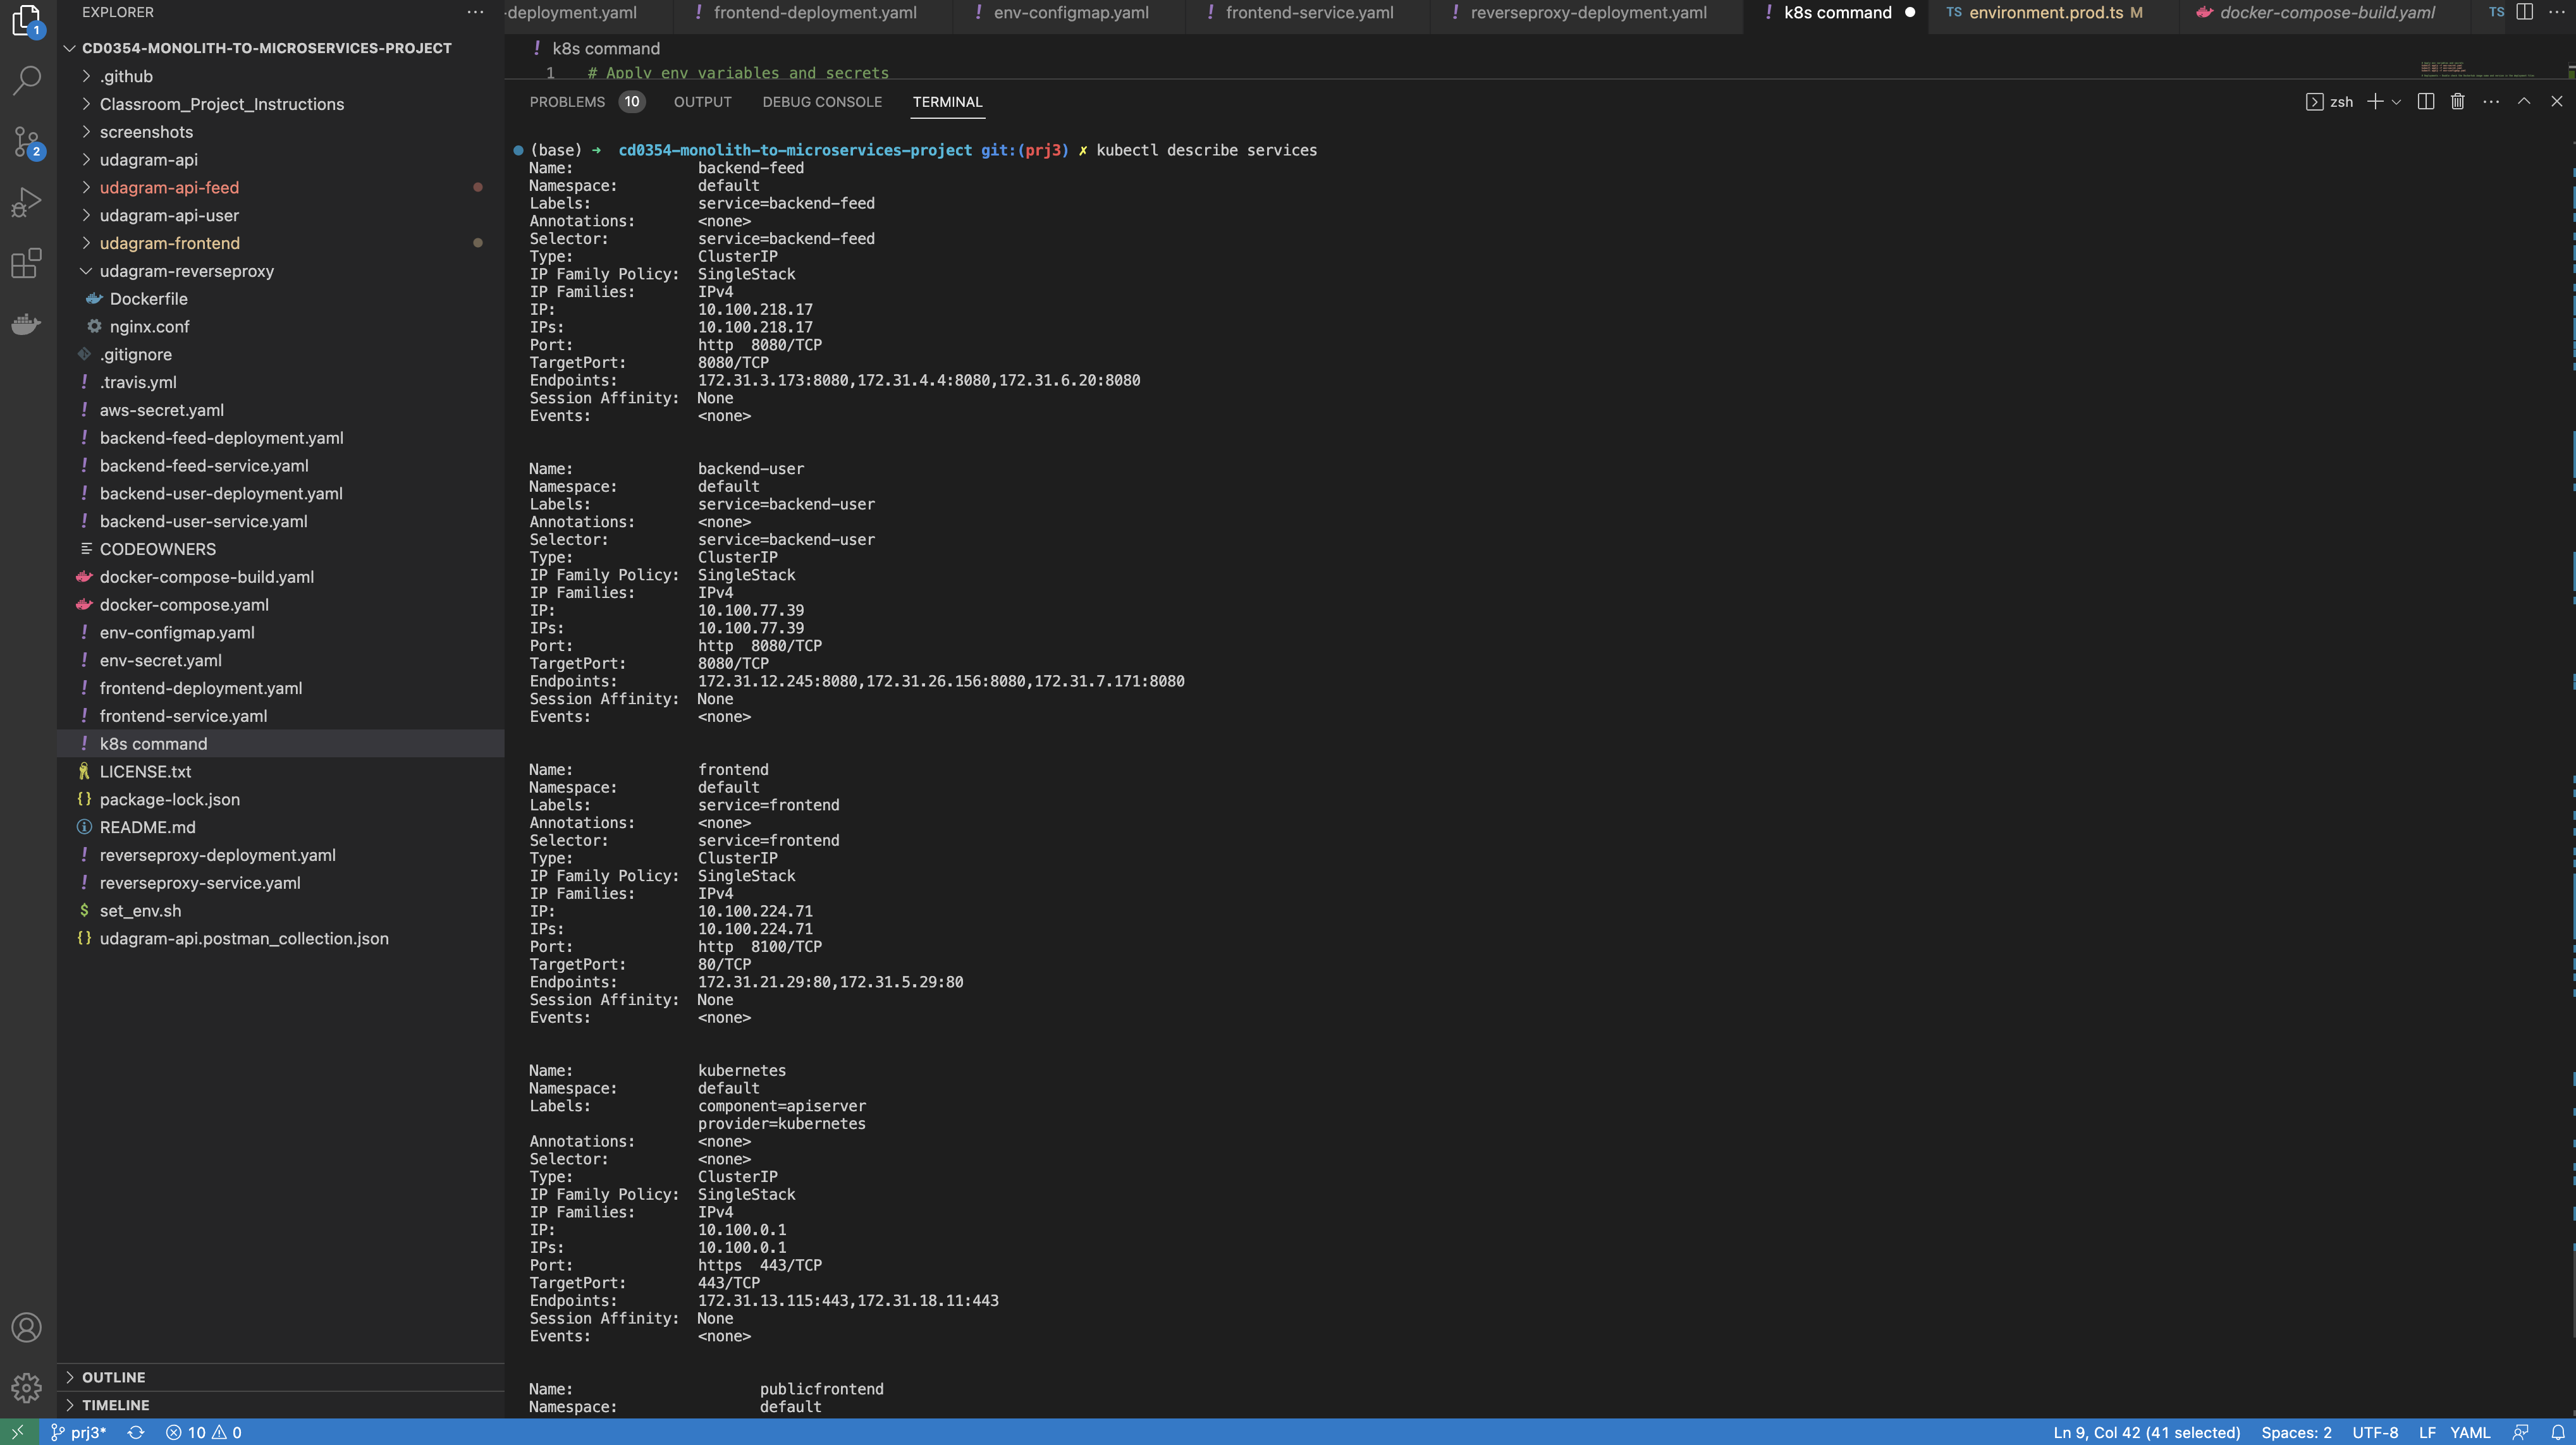 EXPLORER
CD0354-MONOLITH-TO-MICROSERVICES-PROJECT
.github
Classroom_Project_Instructions
screenshots
udagram-api
udagram-api-feed
udagram-api-user
udagram-frontend
udagram-reverseproxy
Dockerfile
nginx.conf
.gitignore
.travis.yml
aws-secret.yaml
backend-feed-deployment.yaml
backend-feed-service.yaml
backend-user-deployment.yaml
backend-user-service.yaml
CODEOWNERS
docker-compose-build.yaml
docker-compose.yaml
env-configmap.yaml
env-secret.yaml
frontend-deployment.yaml
frontend-service.yaml
k8s command
LICENSE.txt
package-lock.json
README.md
reverseproxy-deployment.yaml
reverseproxy-service.yaml
$ set_env.sh
udagram-api.postman_collection.json
OUTLINE
TIMELINE
1
2
-deployment.yaml ! frontend-deployment.yaml ! env-configmap.yaml ! frontend-service.yaml ! reverseproxy-deployment.yaml ! k8s command TS environment.prod.ts M docker-compose-build.yaml TS
! k8s command
1 # Apply env variables and secrets
PROBLEMS 10 OUTPUT DEBUG CONSOLE TERMINAL zsh
(base) ➜ cd0354-monolith-to-microservices-project git:(prj3) ✗ kubectl describe services
Name: backend-feed
Namespace: default
Labels: service=backend-feed
Annotations: <none>
Selector: service=backend-feed
Type: ClusterIP
IP Family Policy: SingleStack
IP Families: IPv4
IP: 10.100.218.17
IPs: 10.100.218.17
Port: http 8080/TCP
TargetPort: 8080/TCP
Endpoints: 172.31.3.173:8080,172.31.4.4:8080,172.31.6.20:8080
Session Affinity: None
Events: <none>
Name: backend-user
Namespace: default
Labels: service=backend-user
Annotations: <none>
Selector: service=backend-user
Type: ClusterIP
IP Family Policy: SingleStack
IP Families: IPv4
IP: 10.100.77.39
IPs: 10.100.77.39
Port: http 8080/TCP
TargetPort: 8080/TCP
Endpoints: 172.31.12.245:8080,172.31.26.156:8080,172.31.7.171:8080
Session Affinity: None
Events: <none>
Name: frontend
Namespace: default
Labels: service=frontend
Annotations: <none>
Selector: service=frontend
Type: ClusterIP
IP Family Policy: SingleStack
IP Families: IPv4
IP: 10.100.224.71
IPs: 10.100.224.71
Port: http 8100/TCP
TargetPort: 80/TCP
Endpoints: 172.31.21.29:80,172.31.5.29:80
Session Affinity: None
Events: <none>
Name: kubernetes
Namespace: default
Labels: component=apiserver
provider=kubernetes
Annotations: <none>
Selector: <none>
Type: ClusterIP
IP Family Policy: SingleStack
IP Families: IPv4
IP: 10.100.0.1
IPs: 10.100.0.1
Port: https 443/TCP
TargetPort: 443/TCP
Endpoints: 172.31.13.115:443,172.31.18.11:443
Session Affinity: None
Events: <none>
Name: publicfrontend
Namespace: default
prj3* 10 0 Ln 9, Col 42 (41 selected) Spaces: 2 UTF-8 LF YAML